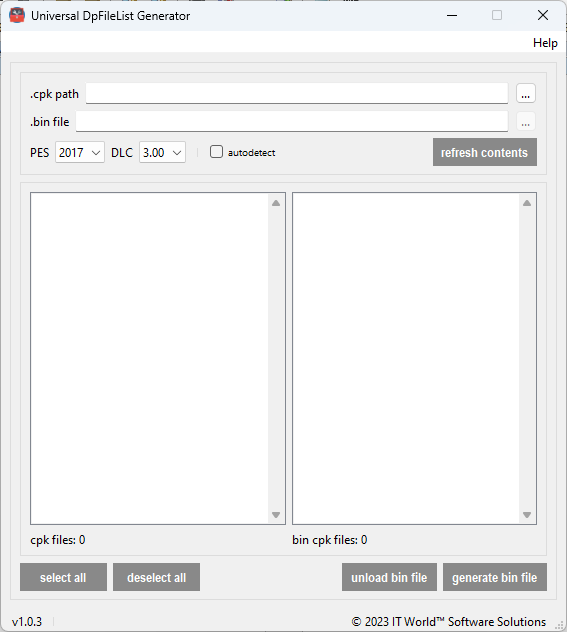 Universal DpFileList Generator
Help
.cpk path
...
.bin file
...
PES 2017 DLC 3.00 autodetect refresh contents
cpk files: 0 bin cpk files: 0
select all deselect all unload bin file generate bin file
v1.0.3 © 2023 IT World™ Software Solutions